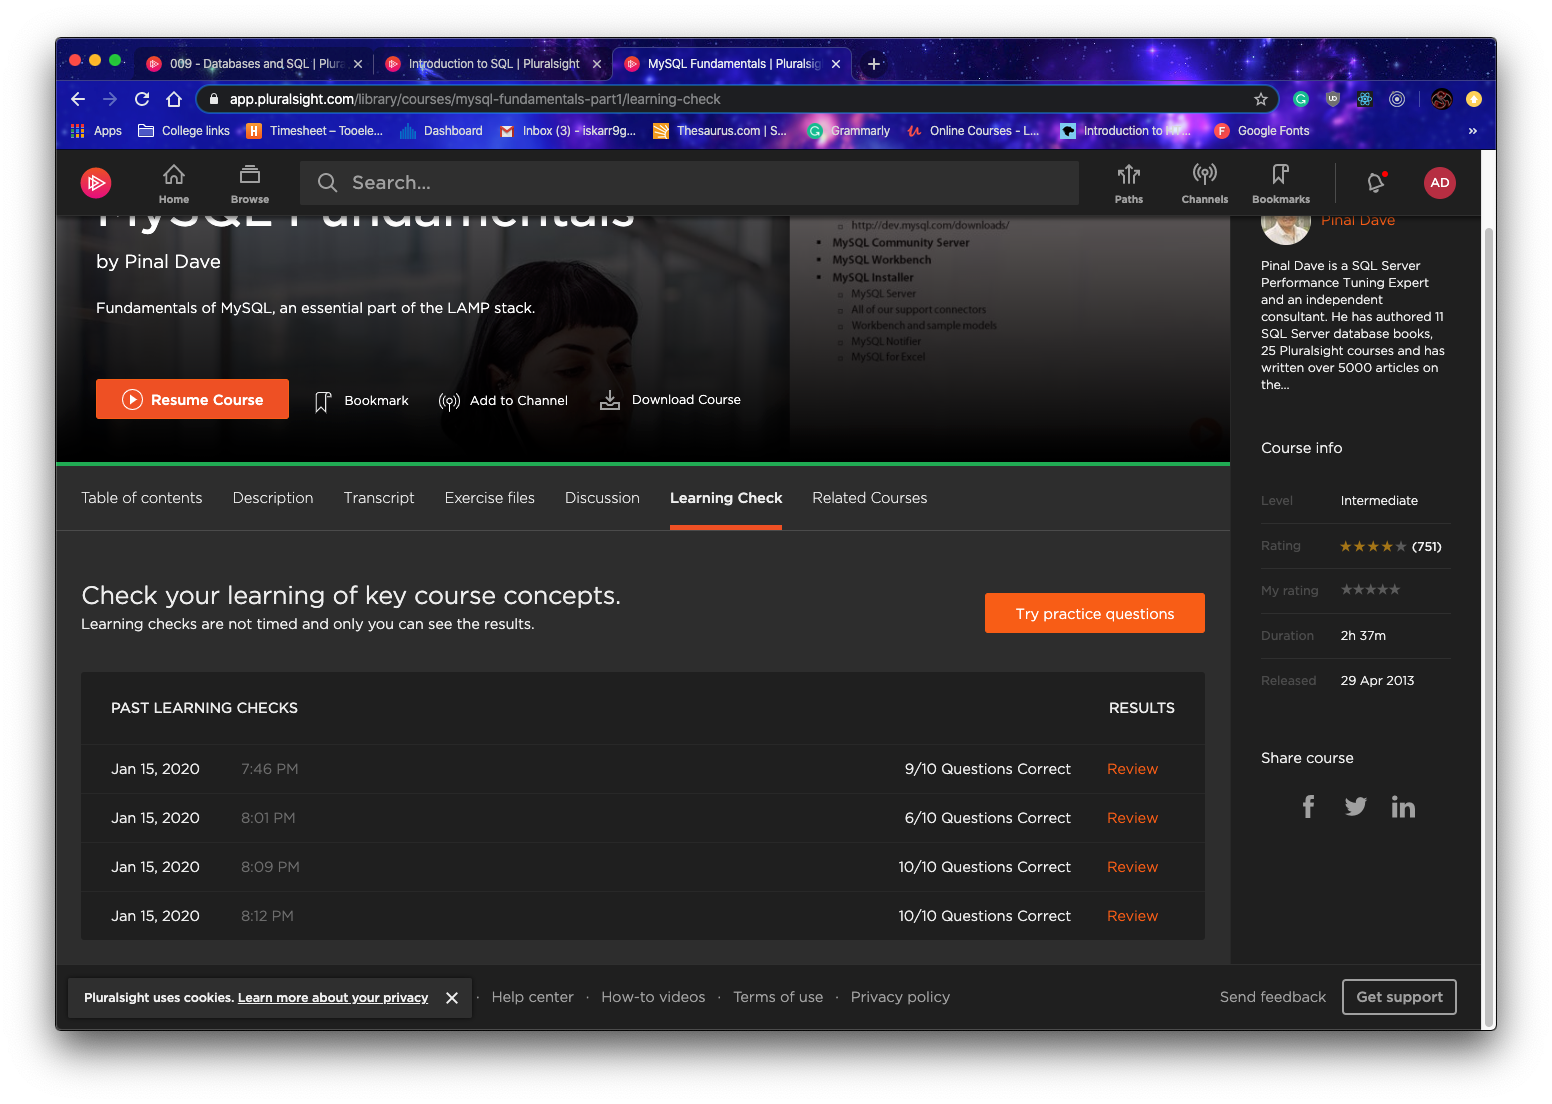 009 - Databases and SQL | Plura
Introduction to SQL | Pluralsight
MySQL Fundamentals | Pluralsig
app.pluralsight.com/library/courses/mysql-fundamentals-part1/learning-check
Apps
College links
Timesheet – Tooele...
Dashboard
Inbox (3) - iskarr9g...
Thesaurus.com | S...
Grammarly
Online Courses - L...
Introduction to
Google Fonts
»
Home
Browse
Search...
Paths
Channels
Bookmarks
AD
MySQL Fundamentals
by Pinal Dave
Fundamentals of MySQL, an essential part of the LAMP stack.
http://dev.mysql.com/downloads/
MySQL Community Server
MySQL Workbench
MySQL Installer
MySQL Server
All of our support connectors
Workbench and sample models
MySQL Notifier
MySQL for Excel
Resume Course
Bookmark
Add to Channel
Download Course
Pinal Dave
Pinal Dave is a SQL Server
Performance Tuning Expert
and an independent
consultant. He has authored 11
SQL Server database books,
25 Pluralsight courses and has
written over 5000 articles on
the...
Table of contents
Description
Transcript
Exercise files
Discussion
Learning Check
Related Courses
Check your learning of key course concepts.
Learning checks are not timed and only you can see the results.
Try practice questions
PAST LEARNING CHECKS
RESULTS
Jan 15, 2020 7:46 PM 9/10 Questions Correct Review
Jan 15, 2020 8:01 PM 6/10 Questions Correct Review
Jan 15, 2020 8:09 PM 10/10 Questions Correct Review
Jan 15, 2020 8:12 PM 10/10 Questions Correct Review
Course info
Level Intermediate
Rating (751)
My rating
Duration 2h 37m
Released 29 Apr 2013
Share course
Pluralsight uses cookies. Learn more about your privacy
· Help center · How-to videos · Terms of use · Privacy policy
Send feedback
Get support